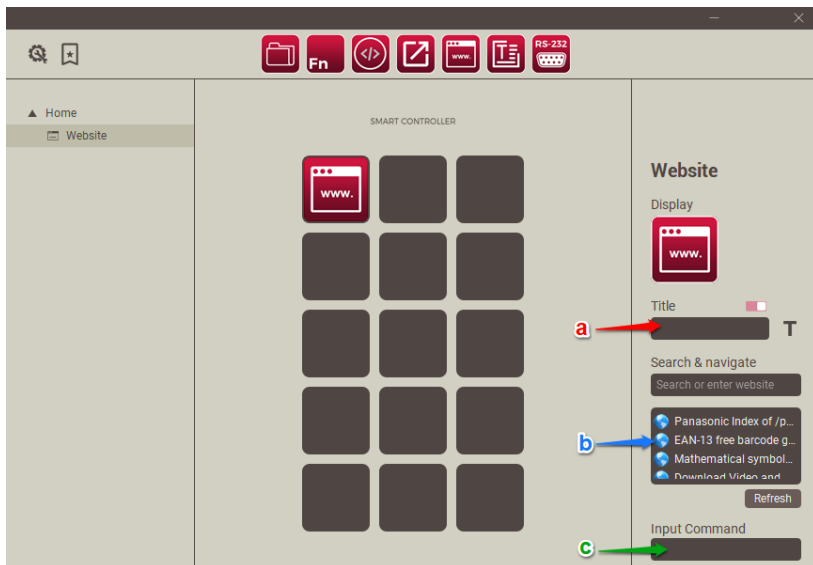 RS-232
Fn
</>
www.
T
Home
Website
SMART CONTROLLER
www.
Website
Display
www.
Title
a
T
Search & navigate
Search or enter website
Panasonic Index of /p...
b
EAN-13 free barcode g...
Mathematical symbol...
Download Video and
Refresh
Input Command
c